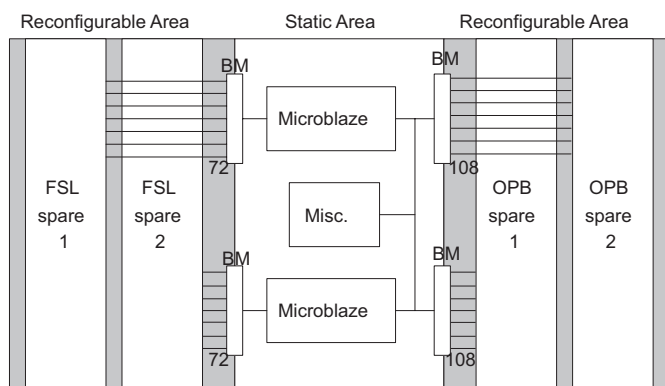 Reconfigurable Area Static Area Reconfigurable Area
BM BM
Microblaze Microblaze
72 108
FSL FSL OPB OPB
spare spare Misc. spare spare
1 2 1 2
BM BM
Microblaze
72 108